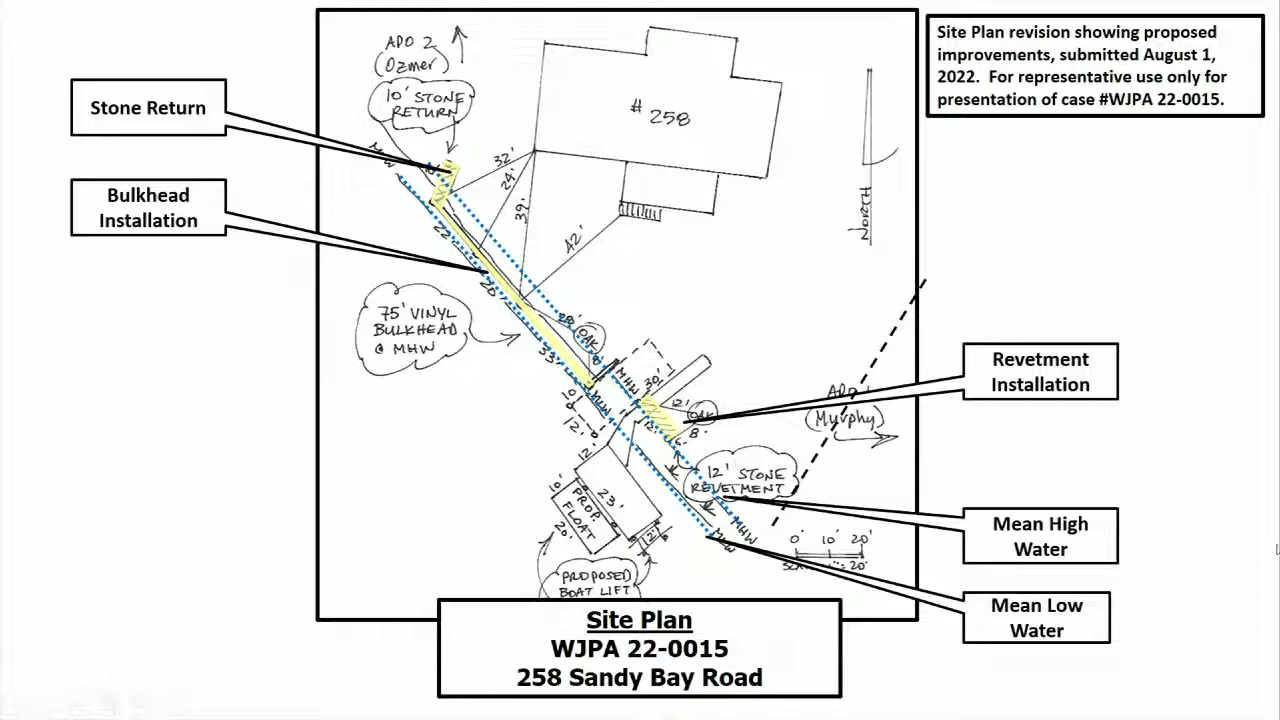 Site Plan revision showing proposed
improvements, submitted August 1,
2022. For representative use only for
presentation of case #WJPA 22-0015.
Stone Return
Bulkhead
Installation
APO 2
(Ozmer)
10' STONE
RETURN
# 258
NORTH
32'
24'
39'
42'
22'
20'
33'
75' VINYL
BULKHEAD
@ MHW
28'
OAK
MHW
30'
12'
OAK
8'
12'
12'
(Murphy)
12' STONE
REVETMENT
MHW
23'
10'
PROP.
FLOAT
20'
12'
PROPOSED
BOAT LIFT
0' 10' 20'
Revetment
Installation
Mean High
Water
Mean Low
Water
Site Plan
WJPA 22-0015
258 Sandy Bay Road